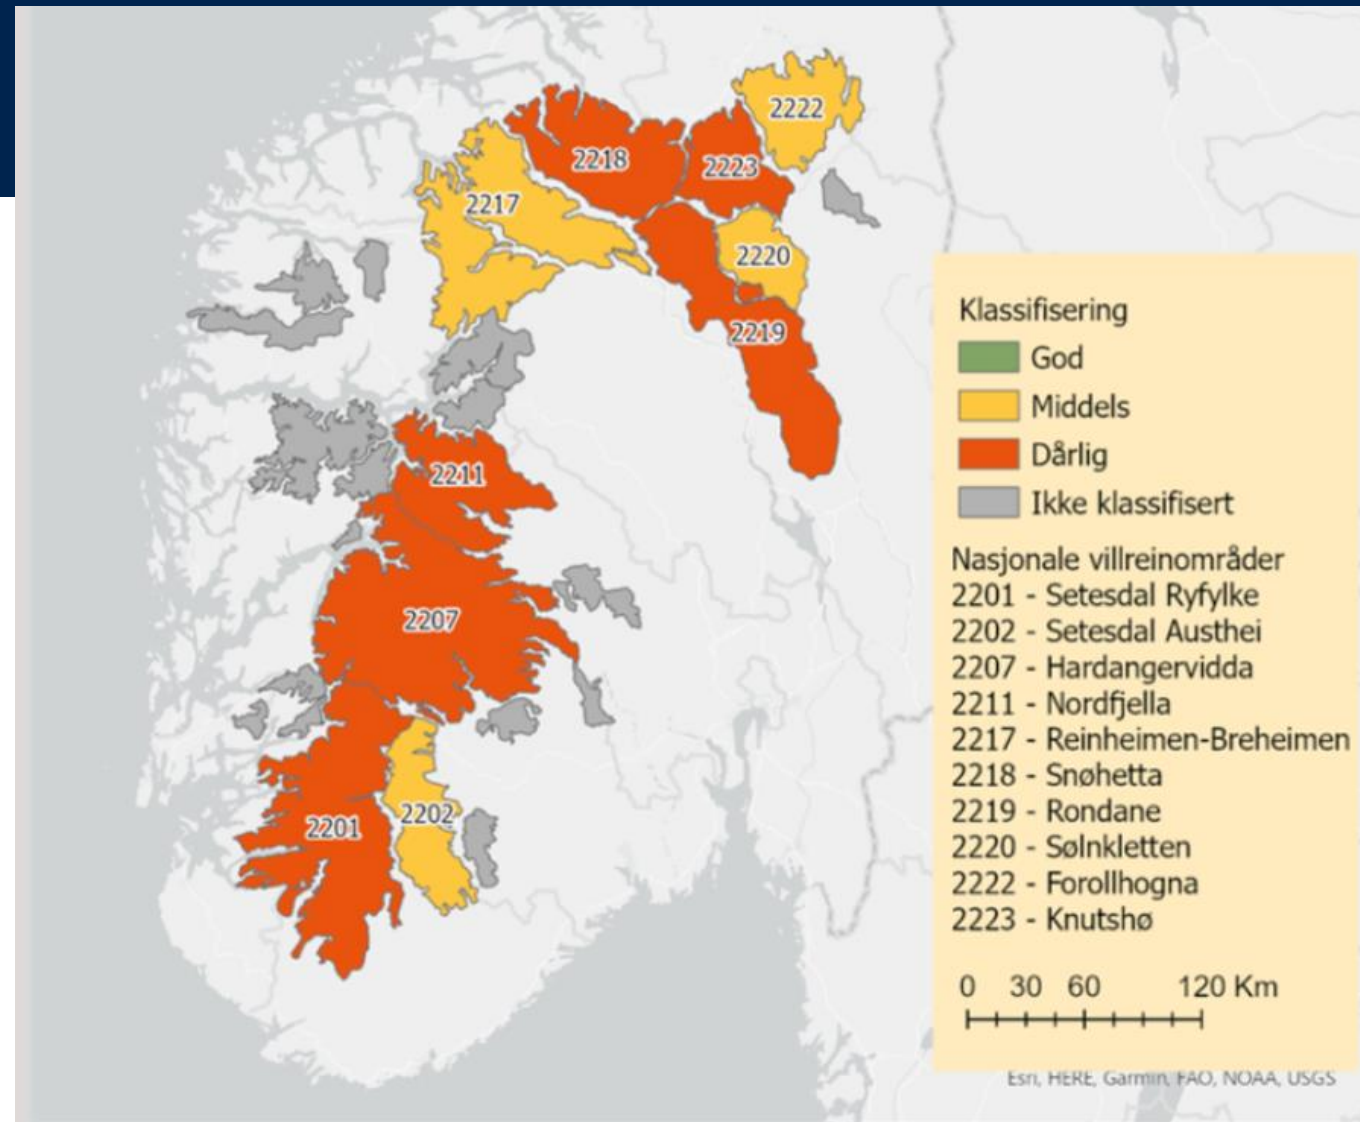 2222
2218
2223
2217
2220
2219
2211
2207
2202
2201
Klassifisering
God
Middels
Dårlig
Ikke klassifisert
Nasjonale villreinområder
2201 - Setesdal Ryfylke
2202 - Setesdal Austhei
2207 - Hardangervidda
2211 - Nordfjella
2217 - Reinheimen-Breheimen
2218 - Snøhetta
2219 - Rondane
2220 - Sølnkletten
2222 - Forollhogna
2223 - Knutshø
0 30 60 120 Km
Esri, HERE, Garmin, FAO, NOAA, USGS